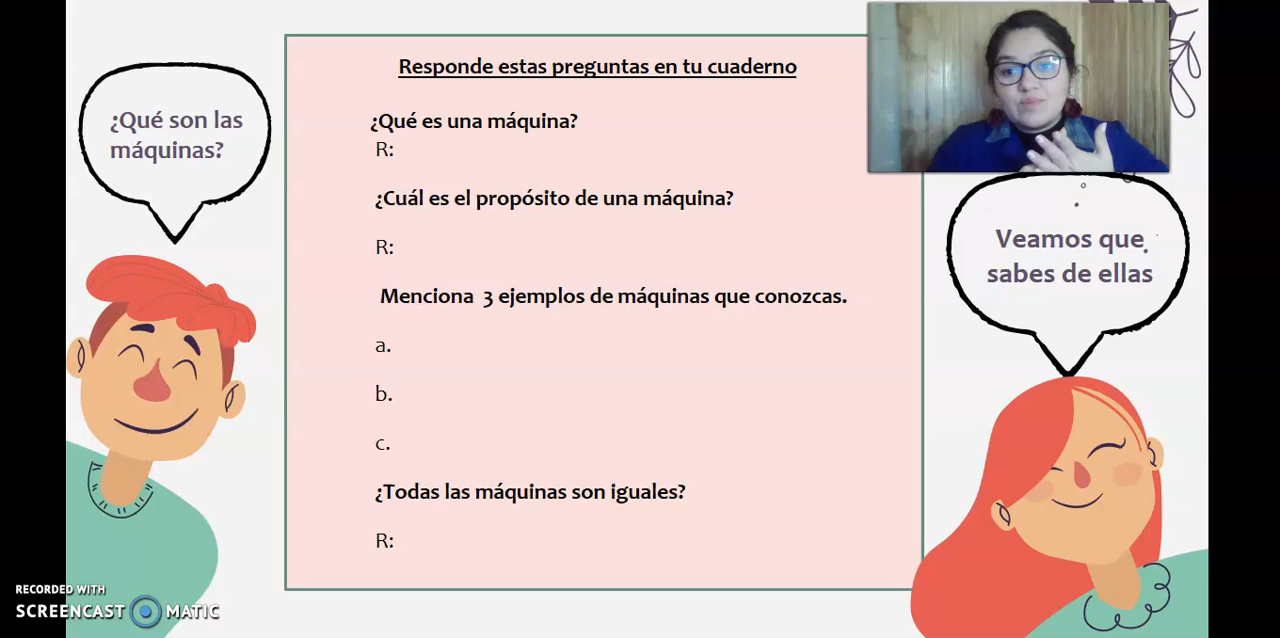 ¿Qué son las
máquinas?
Responde estas preguntas en tu cuaderno
¿Qué es una máquina?
R:
¿Cuál es el propósito de una máquina?
R:
Menciona 3 ejemplos de máquinas que conozcas.
a.
b.
c.
¿Todas las máquinas son iguales?
R:
Veamos que
sabes de ellas
RECORDED WITH
SCREENCAST MATIC